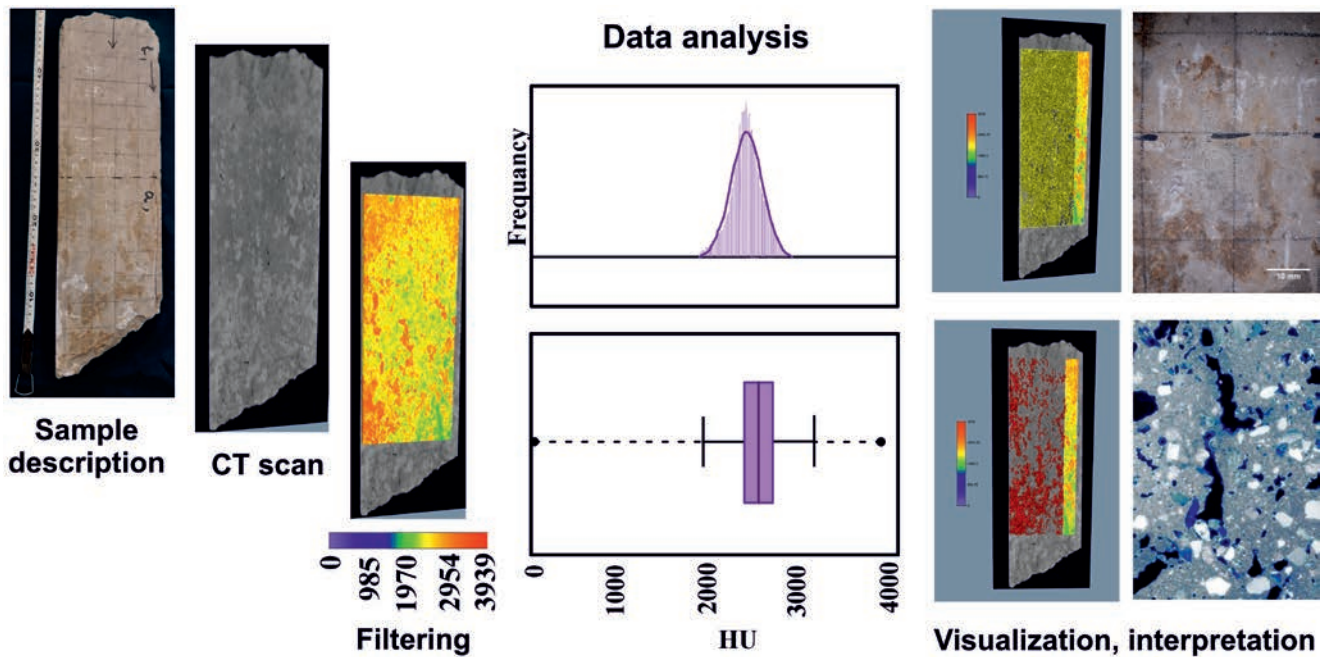 Sample
description
CT scan
0
985
1970
2954
3939
Filtering
Data analysis
Frequancy
0
1000
2000
3000
4000
HU
10 mm
Visualization, interpretation